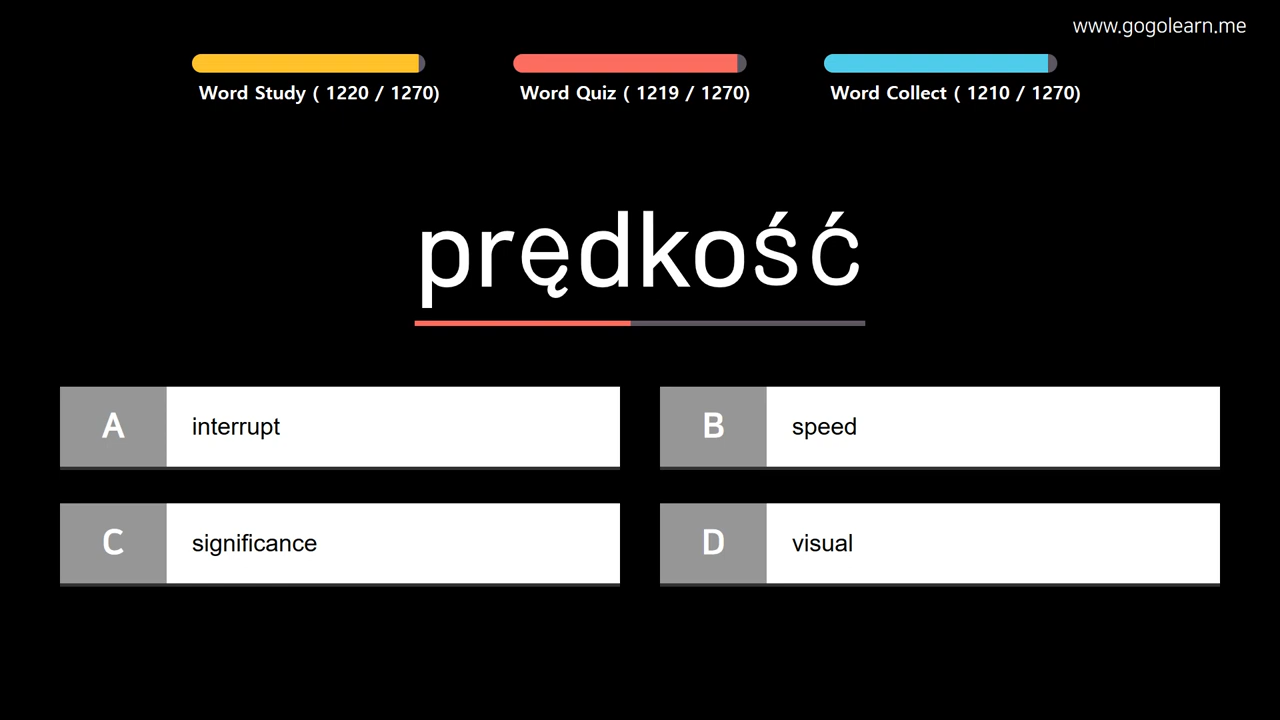 www.gogolearn.me
Word Study ( 1220 / 1270)
Word Quiz ( 1219 / 1270)
Word Collect ( 1210 / 1270)
prędkość
A interrupt
B speed
C significance
D visual